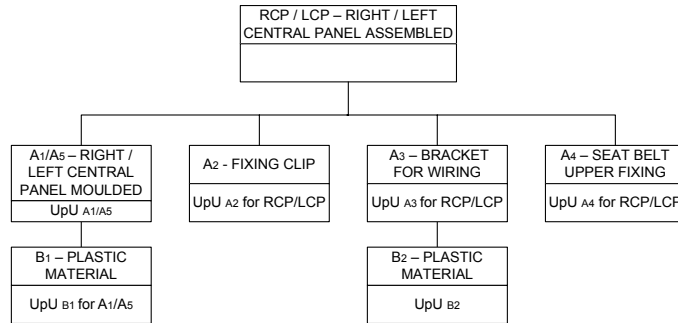 RCP / LCP – RIGHT / LEFT
CENTRAL PANEL ASSEMBLED
A1/A5 – RIGHT /
LEFT CENTRAL
PANEL MOULDED
UpU A1/A5
A2 - FIXING CLIP
UpU A2 for RCP/LCP
A3 – BRACKET
FOR WIRING
UpU A3 for RCP/LCP
A4 – SEAT BELT
UPPER FIXING
UpU A4 for RCP/LCP
B1 – PLASTIC
MATERIAL
UpU B1 for A1/A5
B2 – PLASTIC
MATERIAL
UpU B2